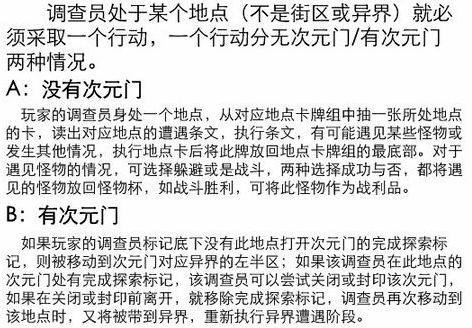 调查员处于某个地点（不是街区或异界）就必
须采取一个行动，一个行动分无次元门/有次元门
两种情况。
A：没有次元门
玩家的调查员身处一个地点，从对应地点卡牌组中抽一张所处地点
的卡，读出对应地点的遭遇条文，执行条文，有可能遇见某些怪物或
发生其他情况，执行地点卡后将此牌放回地点卡牌组的最底部。对于
遇见怪物的情况，可选择躲避或是战斗，两种选择成功与否，都将遇
见的怪物放回怪物杯，如战斗胜利，可将此怪物作为战利品。
B：有次元门
如果玩家的调查员标记底下没有此地点打开次元门的完成探索标
记，则被移动到次元门对应异界的左半区；如果该调查员在此地点的
次元门处有完成探索标记，该调查员可以尝试关闭或封印该次元门，
如果在关闭或封印前离开，就移除完成探索标记，调查员再次移动到
该地点时，又将被带到异界，重新执行异界遭遇阶段。